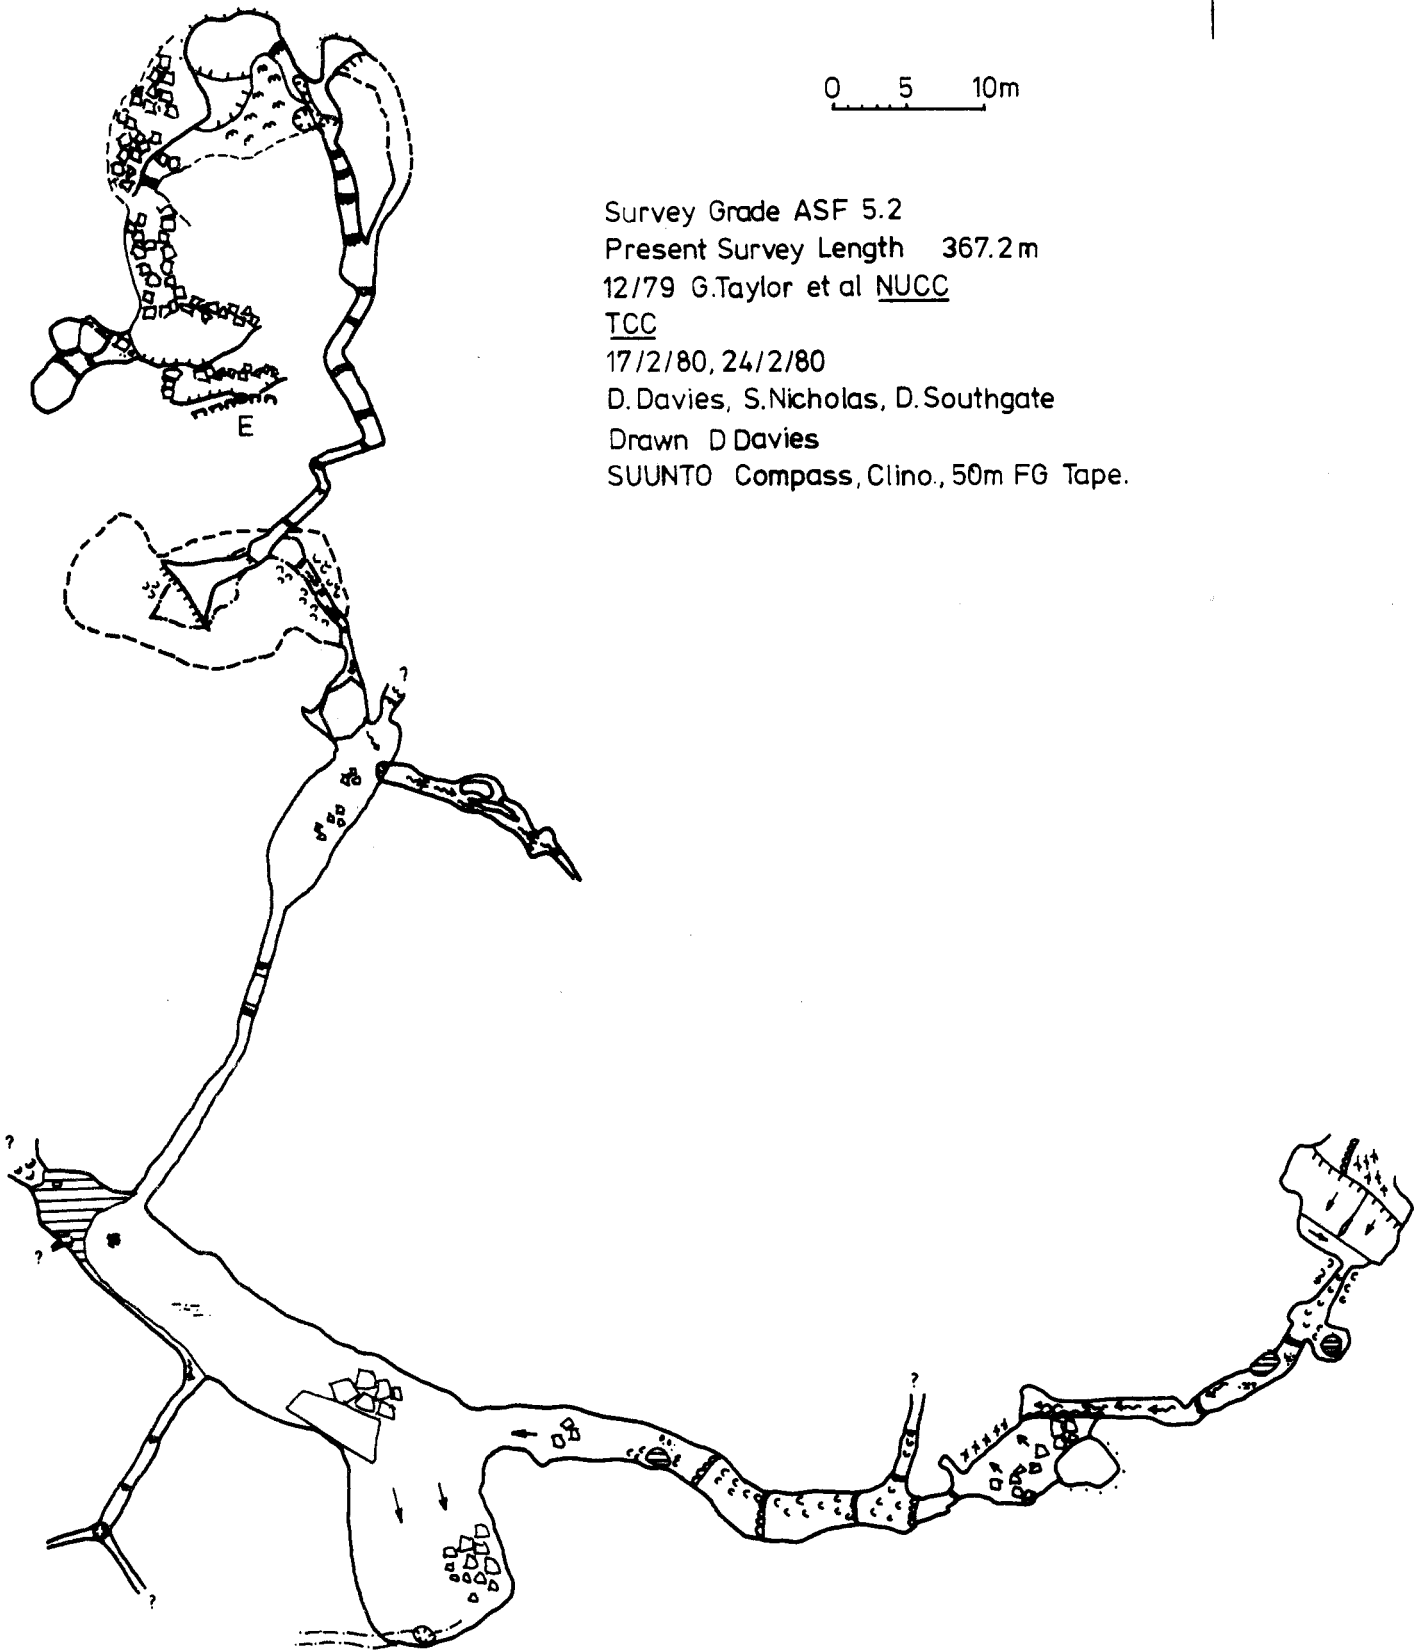 0 5 10m
Survey Grade ASF 5.2
Present Survey Length 367.2m
12/79 G.Taylor et al NUCC
TCC
17/2/80, 24/2/80
D. Davies, S.Nicholas, D.Southgate
Drawn D Davies
SUUNTO Compass, Clino., 50m FG Tape.
E
?
?
?
?
?